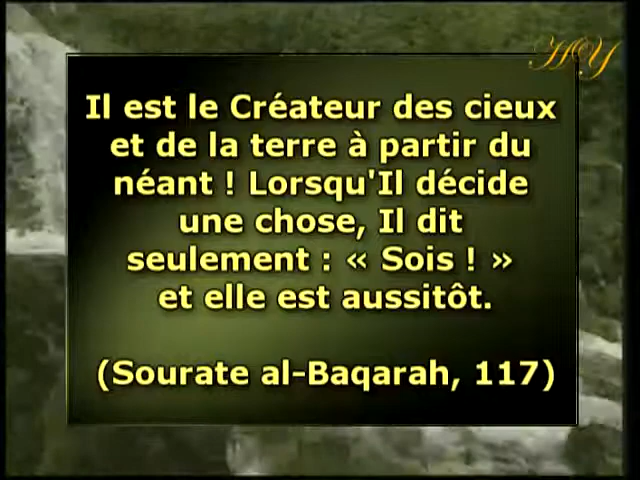 HY
Il est le Créateur des cieux
et de la terre à partir du
néant ! Lorsqu'Il décide
une chose, Il dit
seulement : « Sois ! »
et elle est aussitôt.
(Sourate al-Baqarah, 117)